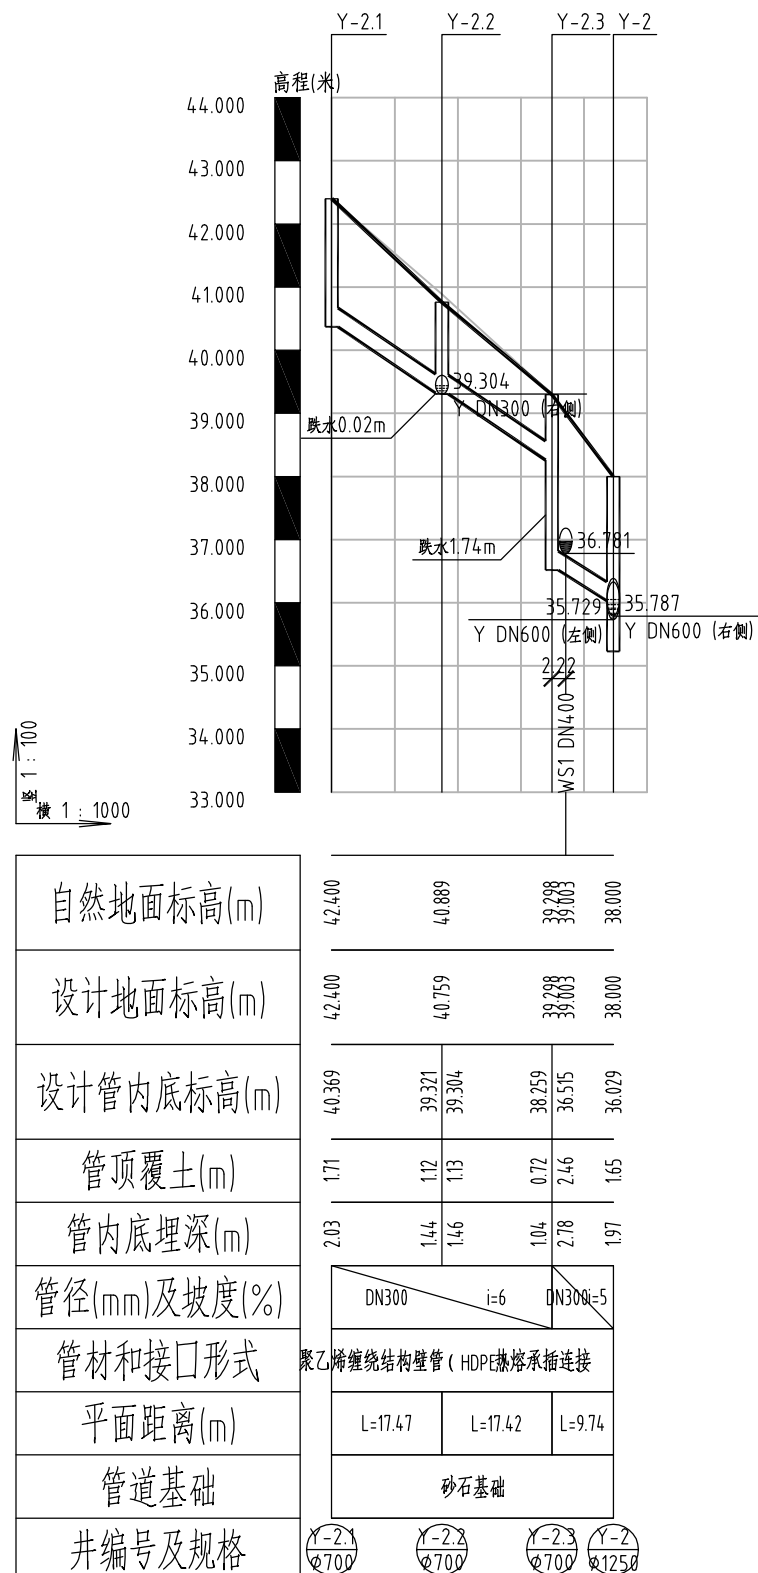 Y-2.1 Y-2.2 Y-2.3 Y-2
高程(米)
44.000
43.000
42.000
41.000
40.000
39.304
Y DN300 (右侧)
39.000
跌水0.02m
38.000
37.000
跌水1.74m
36.781
36.000
35.729 35.787
Y DN600 (左侧) Y DN600 (右侧)
35.000
2.22
34.000
WS1 DN400
33.000
竖 1 : 100
横 1 : 1000
自然地面标高(m) 42.400 40.889 39.298 39.003 38.000
设计地面标高(m) 42.400 40.759 39.298 39.003 38.000
设计管内底标高(m) 40.369 39.321 39.304 38.259 36.515 36.029
管顶覆土(m) 1.71 1.12 1.13 0.72 2.46 1.65
管内底埋深(m) 2.03 1.44 1.46 1.04 2.78 1.97
管径(mm)及坡度(%) DN300 i=6 DN300 i=5
管材和接口形式 聚乙烯缠绕结构壁管(HDPE热熔承插连接
平面距离(m) L=17.47 L=17.42 L=9.74
管道基础 砂石基础
井编号及规格 Y-2.1 Y-2.2 Y-2.3 Y-2
φ700 φ700 φ700 φ1250